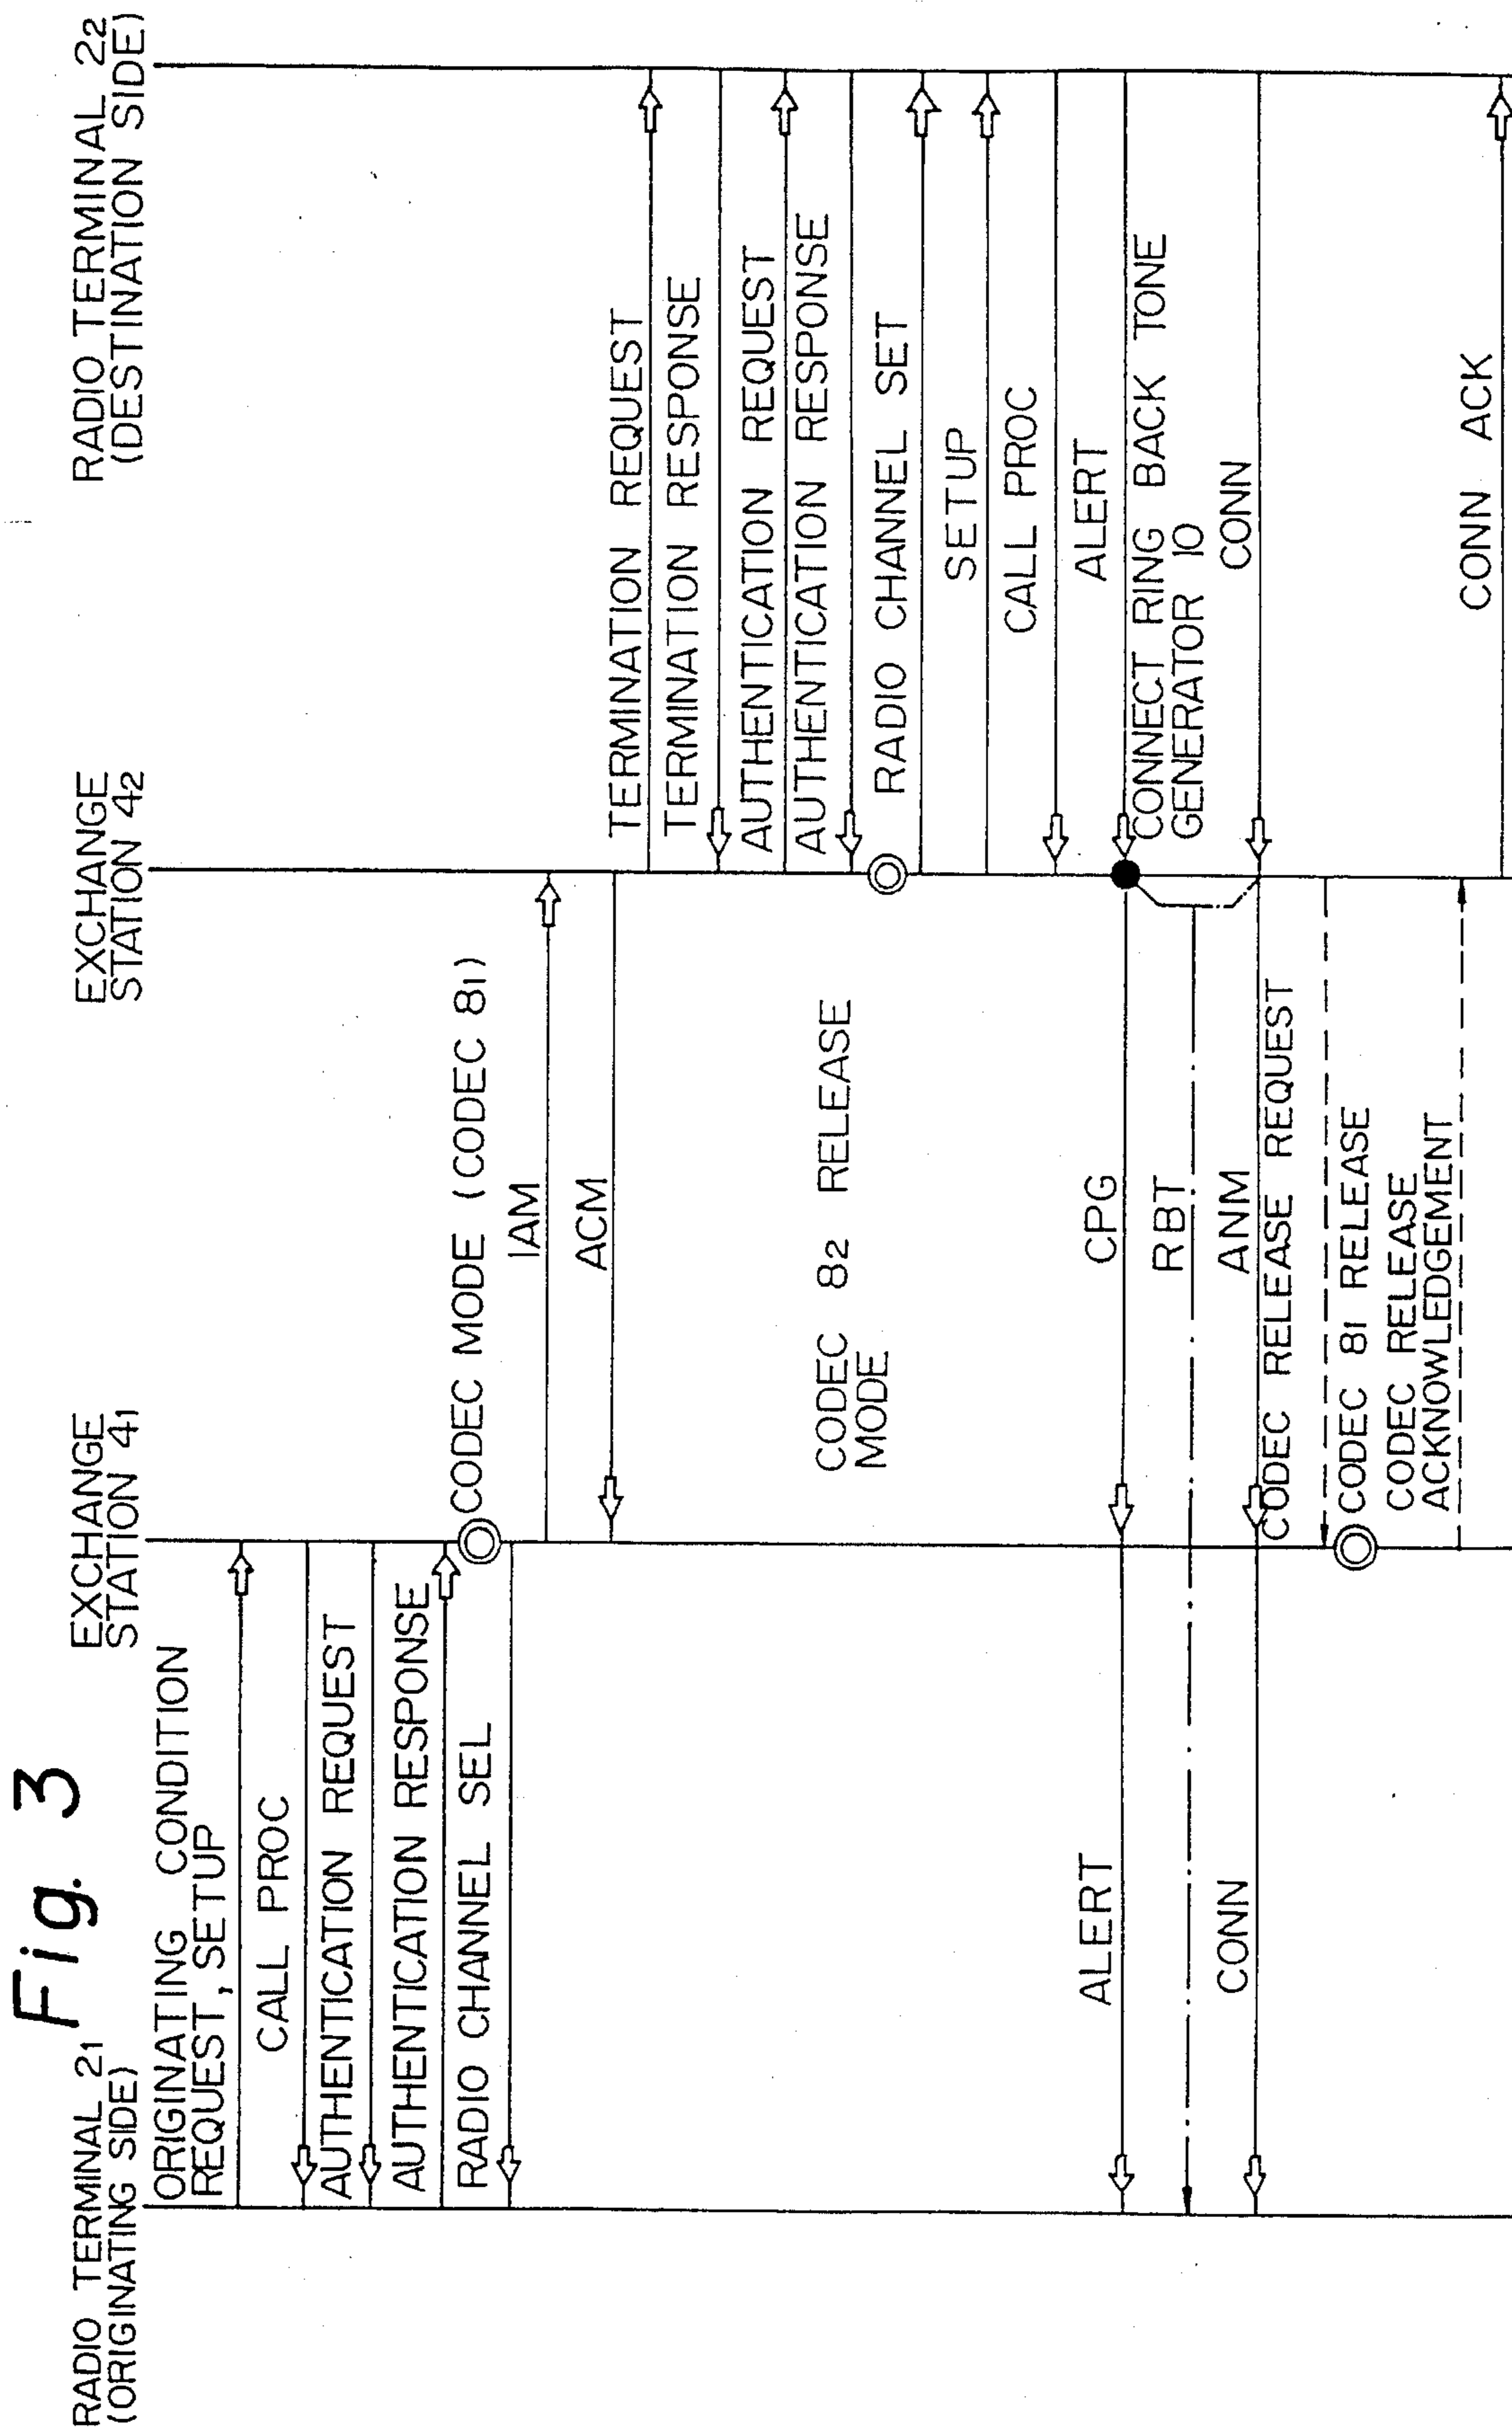 Fig. 3
RADIO TERMINAL 21
(ORIGINATING SIDE)
EXCHANGE
STATION 41
EXCHANGE
STATION 42
RADIO TERMINAL 22
(DESTINATION SIDE)
ORIGINATING CONDITION
REQUEST, SETUP
CALL PROC
AUTHENTICATION REQUEST
AUTHENTICATION RESPONSE
CODEC MODE (CODEC 81)
RADIO CHANNEL SEL
IAM
ACM
TERMINATION REQUEST
TERMINATION RESPONSE
AUTHENTICATION REQUEST
AUTHENTICATION RESPONSE
CODEC 82 RELEASE
MODE
RADIO CHANNEL SET
SETUP
CALL PROC
ALERT
CPG
ALERT
CONNECT RING BACK TONE
GENERATOR 10
RBT
CONN
ANM
CONN
CODEC RELEASE REQUEST
CODEC 81 RELEASE
CODEC RELEASE
ACKNOWLEDGEMENT
CONN ACK